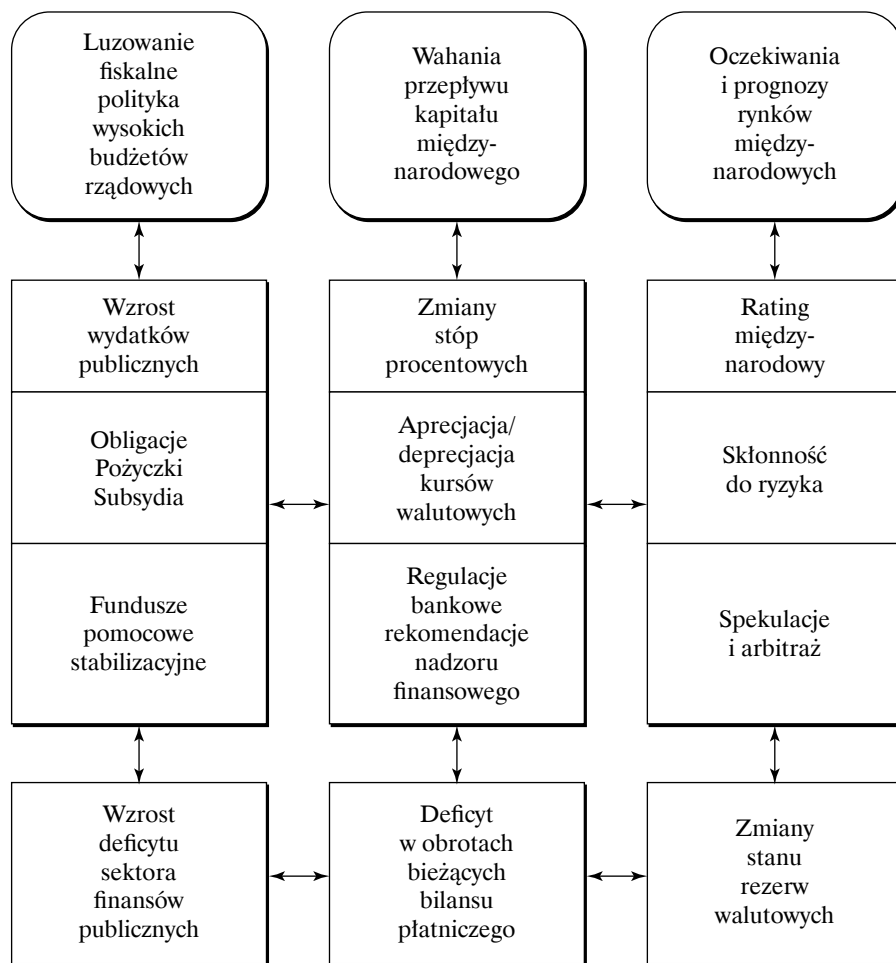 Luzowanie
fiskalne
polityka
wysokich
budżetów
rządowych
Wahania
przepływu
kapitału
między-
narodowego
Oczekiwania
i prognozy
rynków
między-
narodowych
Wzrost
wydatków
publicznych
Zmiany
stóp
procentowych
Rating
między-
narodowy
Obligacje
Pożyczki
Subsydia
Aprecjacja/
deprecjacja
kursów
walutowych
Skłonność
do ryzyka
Fundusze
pomocowe
stabilizacyjne
Regulacje
bankowe
rekomendacje
nadzoru
finansowego
Spekulacje
i arbitraż
Wzrost
deficytu
sektora
finansów
publicznych
Deficyt
w obrotach
bieżących
bilansu
płatniczego
Zmiany
stanu
rezerw
walutowych